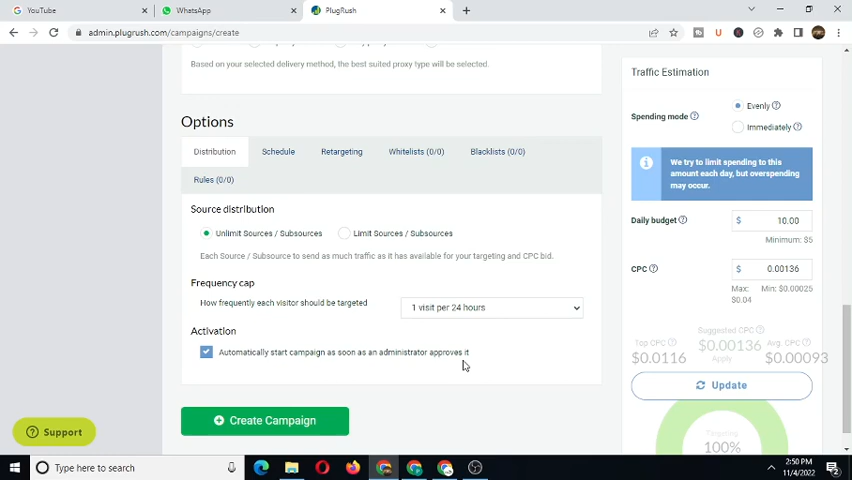 YouTube
WhatsApp
PlugRush
admin.plugrush.com/campaigns/create
Based on your selected delivery method, the best suited proxy type will be selected.
Options
Distribution
Schedule
Retargeting
Whitelists (0/0)
Blacklists (0/0)
Rules (0/0)
Source distribution
Unlimit Sources / Subsources
Limit Sources / Subsources
Each Source / Subsource to send as much traffic as it has available for your targeting and CPC bid.
Frequency cap
How frequently each visitor should be targeted
1 visit per 24 hours
Activation
Automatically start campaign as soon as an administrator approves it
Create Campaign
Support
Traffic Estimation
Spending mode
Evenly
Immediately
We try to limit spending to this
amount each day, but overspending
may occur.
Daily budget
$ 10.00
Minimum: $5
CPC
$ 0.00136
Max:
$0.04
Min: $0.00025
Suggested CPC
$0.00136
Apply
Top CPC
$0.0116
Avg. CPC
$0.00093
Update
Targeting
100%
Type here to search
2:50 PM
11/4/2022